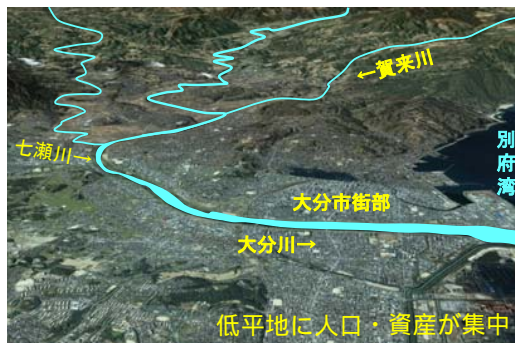 ←賀来川
七瀬川→
別府湾
大分市街部
大分川→
低平地に人口・資産が集中